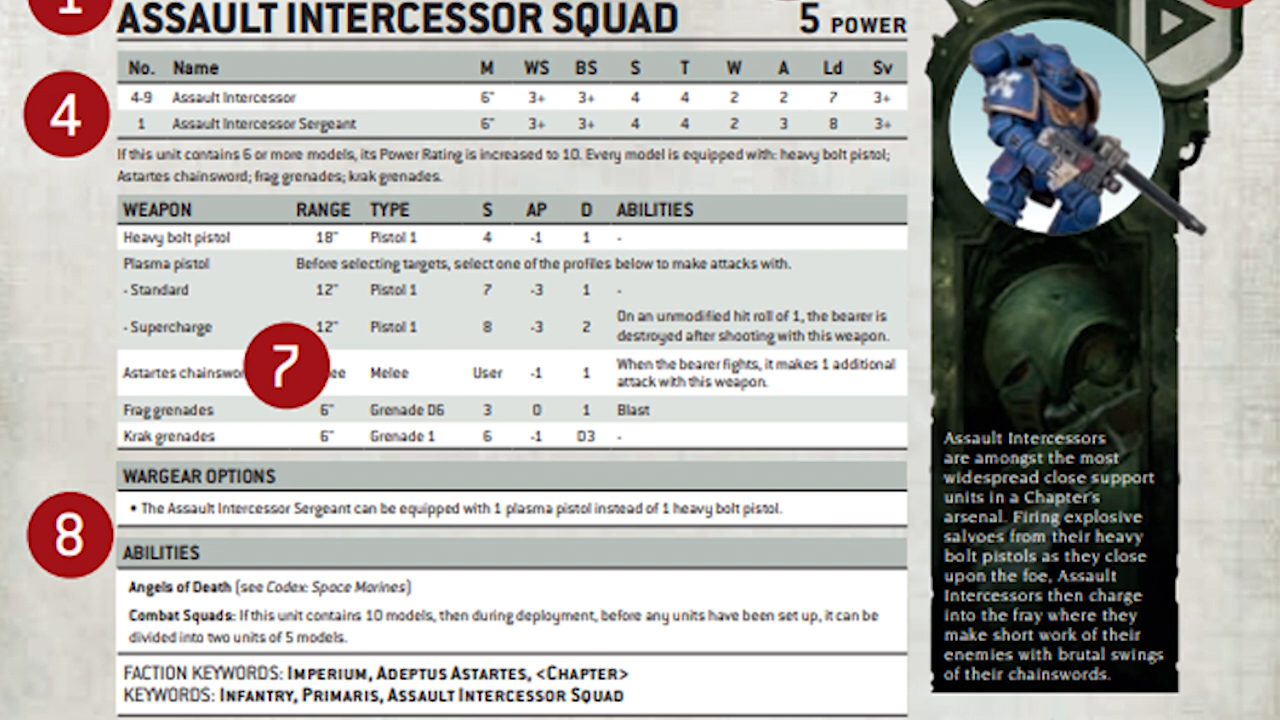 1
ASSAULT INTERCESSOR SQUAD 5 POWER
4
No. Name M WS BS S T W A Ld Sv
4-9 Assault Intercessor 6" 3+ 3+ 4 4 2 2 7 3+
1 Assault Intercessor Sergeant 6" 3+ 3+ 4 4 2 3 8 3+
If this unit contains 6 or more models, its Power Rating is increased to 10. Every model is equipped with: heavy bolt pistol;
Astartes chainsword; frag grenades; krak grenades.
WEAPON RANGE TYPE S AP D ABILITIES
Heavy bolt pistol 18" Pistol 1 4 -1 1 -
Plasma pistol Before selecting targets, select one of the profiles below to make attacks with.
- Standard 12" Pistol 1 7 -3 1 -
- Supercharge 12" Pistol 1 8 -3 2 On an unmodified hit roll of 1, the bearer is
destroyed after shooting with this weapon.
7
Astartes Melee User -1 1 When the bearer fights, it makes 1 additional
attack with this weapon.
Frag grenades 6" Grenade D6 3 0 1 Blast
Krak grenades 6" Grenade 1 6 -1 D3 -
WARGEAR OPTIONS
• The Assault Intercessor Sergeant can be equipped with 1 plasma pistol instead of 1 heavy bolt pistol.
8
ABILITIES
Angels of Death (see Codex: Space Marines)
Combat Squads: If this unit contains 10 models, then during deployment, before any units have been set up, it can be
divided into two units of 5 models.
FACTION KEYWORDS: IMPERIUM, ADEPTUS ASTARTES, <CHAPTER>
KEYWORDS: INFANTRY, PRIMARIS, ASSAULT INTERCESSOR SQUAD
Assault Intercessors
are amongst the most
widespread close support
units in a Chapter's
arsenal. Firing explosive
salvoes from their heavy
bolt pistols as they close
upon the foe, Assault
Intercessors then charge
into the fray where they
make short work of their
enemies with brutal swings
of their chainswords.